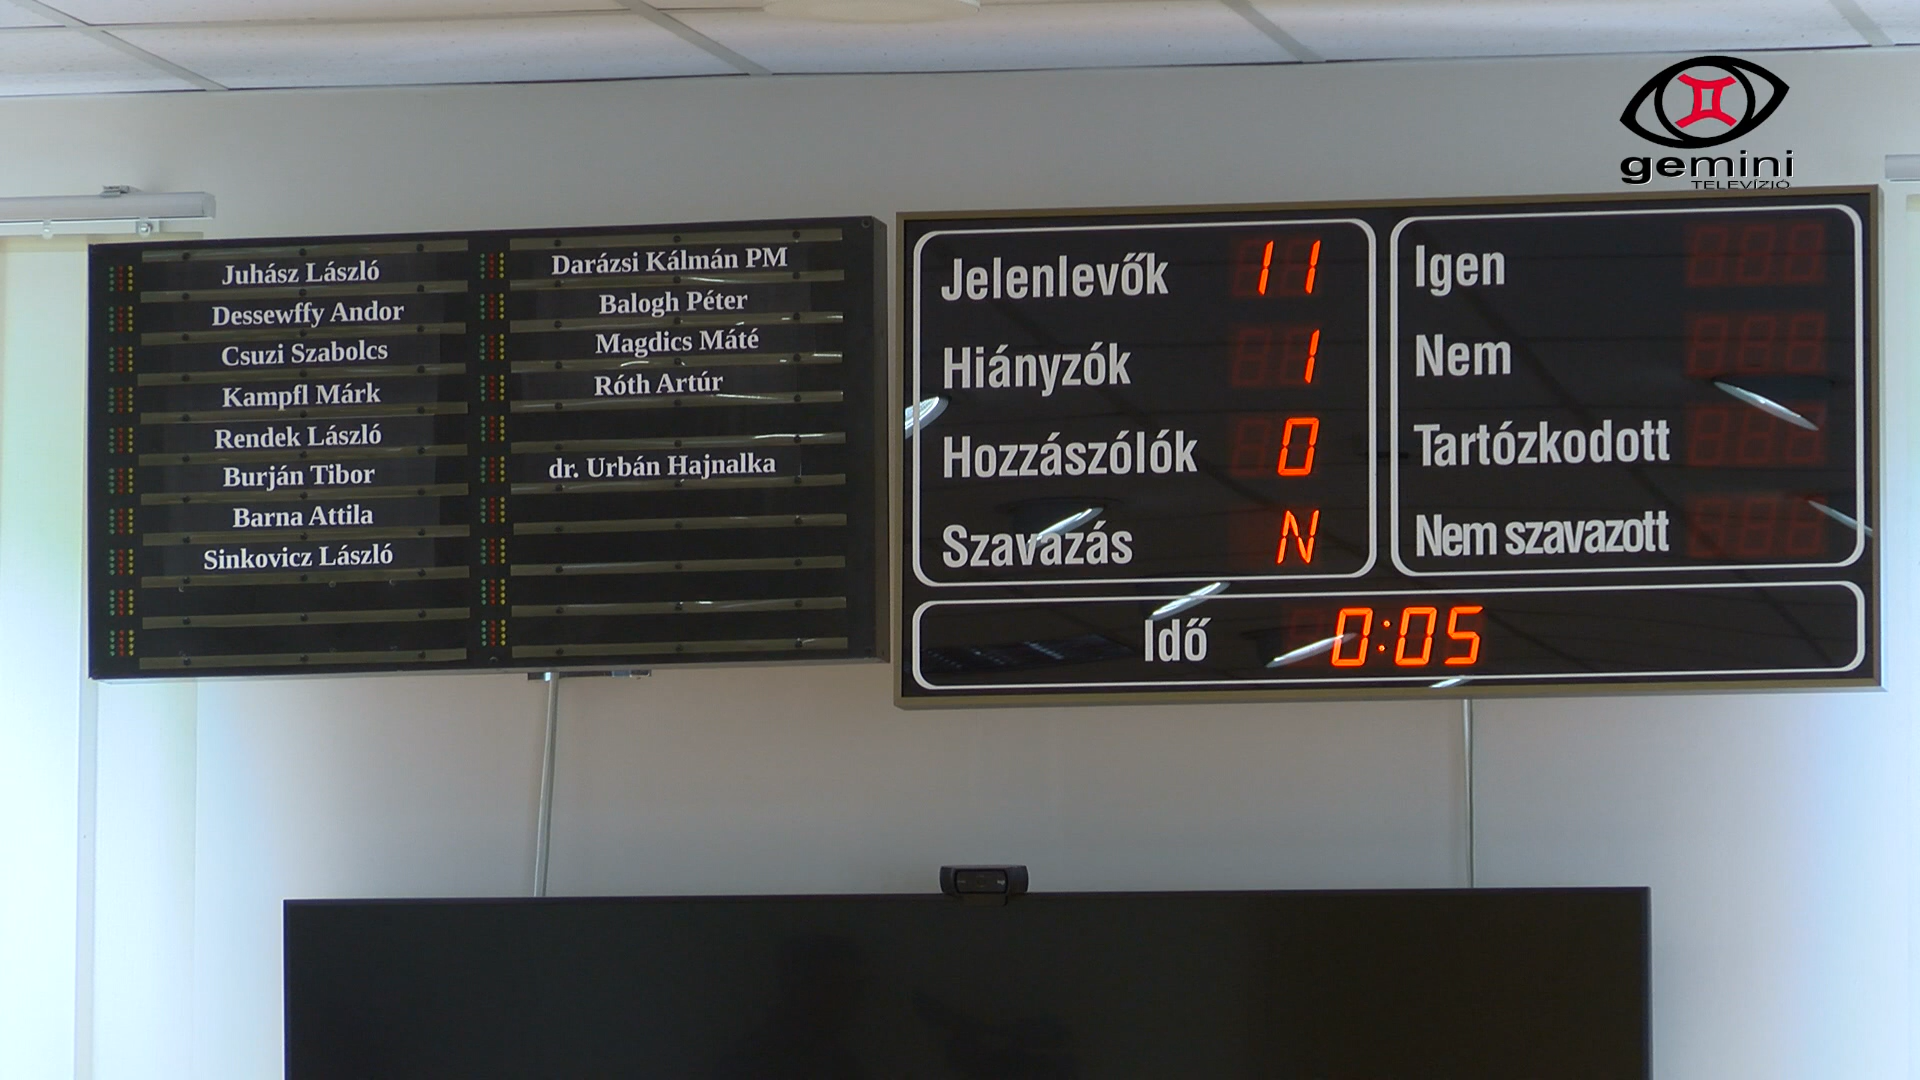 gemini
TELEVÍZIÓ
Juhász László
Dessewffy Andor
Csuzi Szabolcs
Kampfl Márk
Rendek László
Burján Tibor
Barna Attila
Sinkovicz László
Darázsi Kálmán PM
Balogh Péter
Magdics Máté
Róth Artúr
dr. Urbán Hajnalka
Jelenlevők 11
Hiányzók 1
Hozzászólók 0
Szavazás N
Igen
Nem
Tartózkodott
Nem szavazott
Idő 0:05